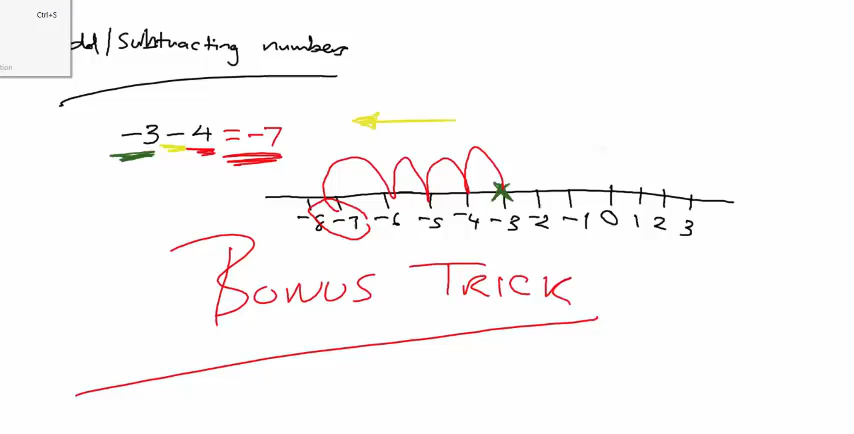 Ctrl+S
dd/Subtracting numbers
tion
-3-4=-7
-8 -7 -6 -5 -4 -3 -2 -1 0 1 2 3
BONUS TRICK